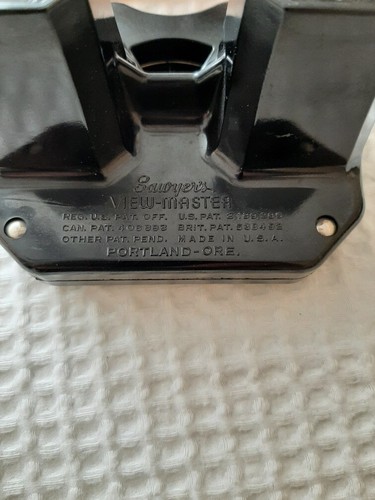 Sawyer's
VIEW-MASTER
REG. U.S. PAT. OFF. U.S. PAT.
CAN. PAT. BRIT. PAT.
OTHER PAT. PEND. MADE IN U.S.A.
PORTLAND-ORE.